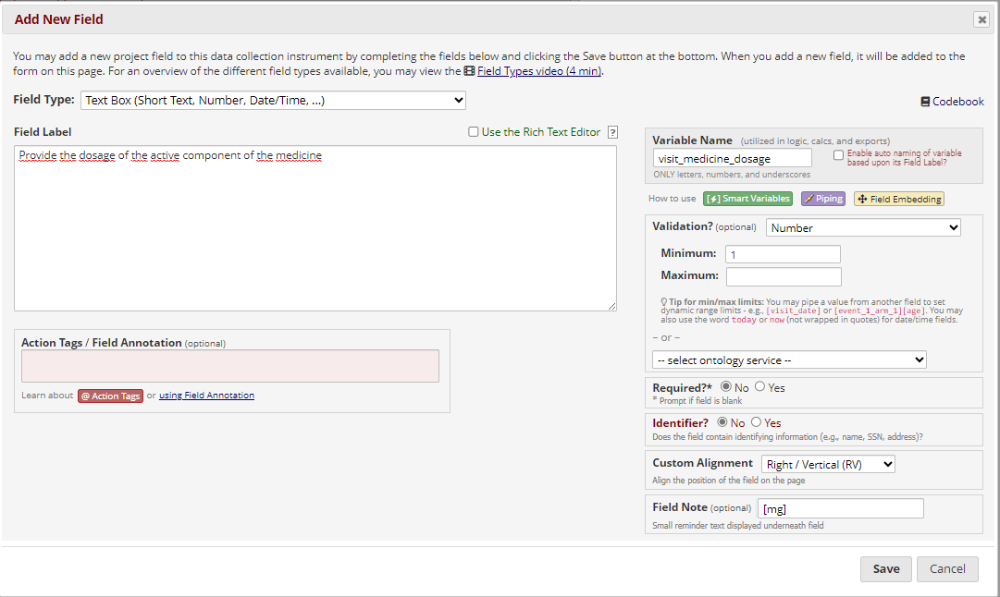 Add New Field
You may add a new project field to this data collection instrument by completing the fields below and clicking the Save button at the bottom. When you add a new field, it will be added to the
form on this page. For an overview of the different field types available, you may view the Field Types video (4 min).
Field Type: Text Box (Short Text, Number, Date/Time, ...)
Codebook
Field Label
Use the Rich Text Editor ?
Provide the dosage of the active component of the medicine
Action Tags / Field Annotation (optional)
Learn about @ Action Tags or using Field Annotation
Variable Name (utilized in logic, calcs, and exports)
visit_medicine_dosage
Enable auto naming of variable
based upon its Field Label?
ONLY letters, numbers, and underscores
How to use [⚡] Smart Variables Piping Field Embedding
Validation? (optional) Number
Minimum: 1
Maximum:
Tip for min/max limits: You may pipe a value from another field to set
dynamic range limits - e.g., [visit_date] or [event_1_arm_1][age]. You may
also use the word today or now (not wrapped in quotes) for date/time fields.
-- or --
-- select ontology service --
Required?* No Yes
* Prompt if field is blank
Identifier? No Yes
Does the field contain identifying information (e.g., name, SSN, address)?
Custom Alignment Right / Vertical (RV)
Align the position of the field on the page
Field Note (optional) [mg]
Small reminder text displayed underneath field
Save Cancel